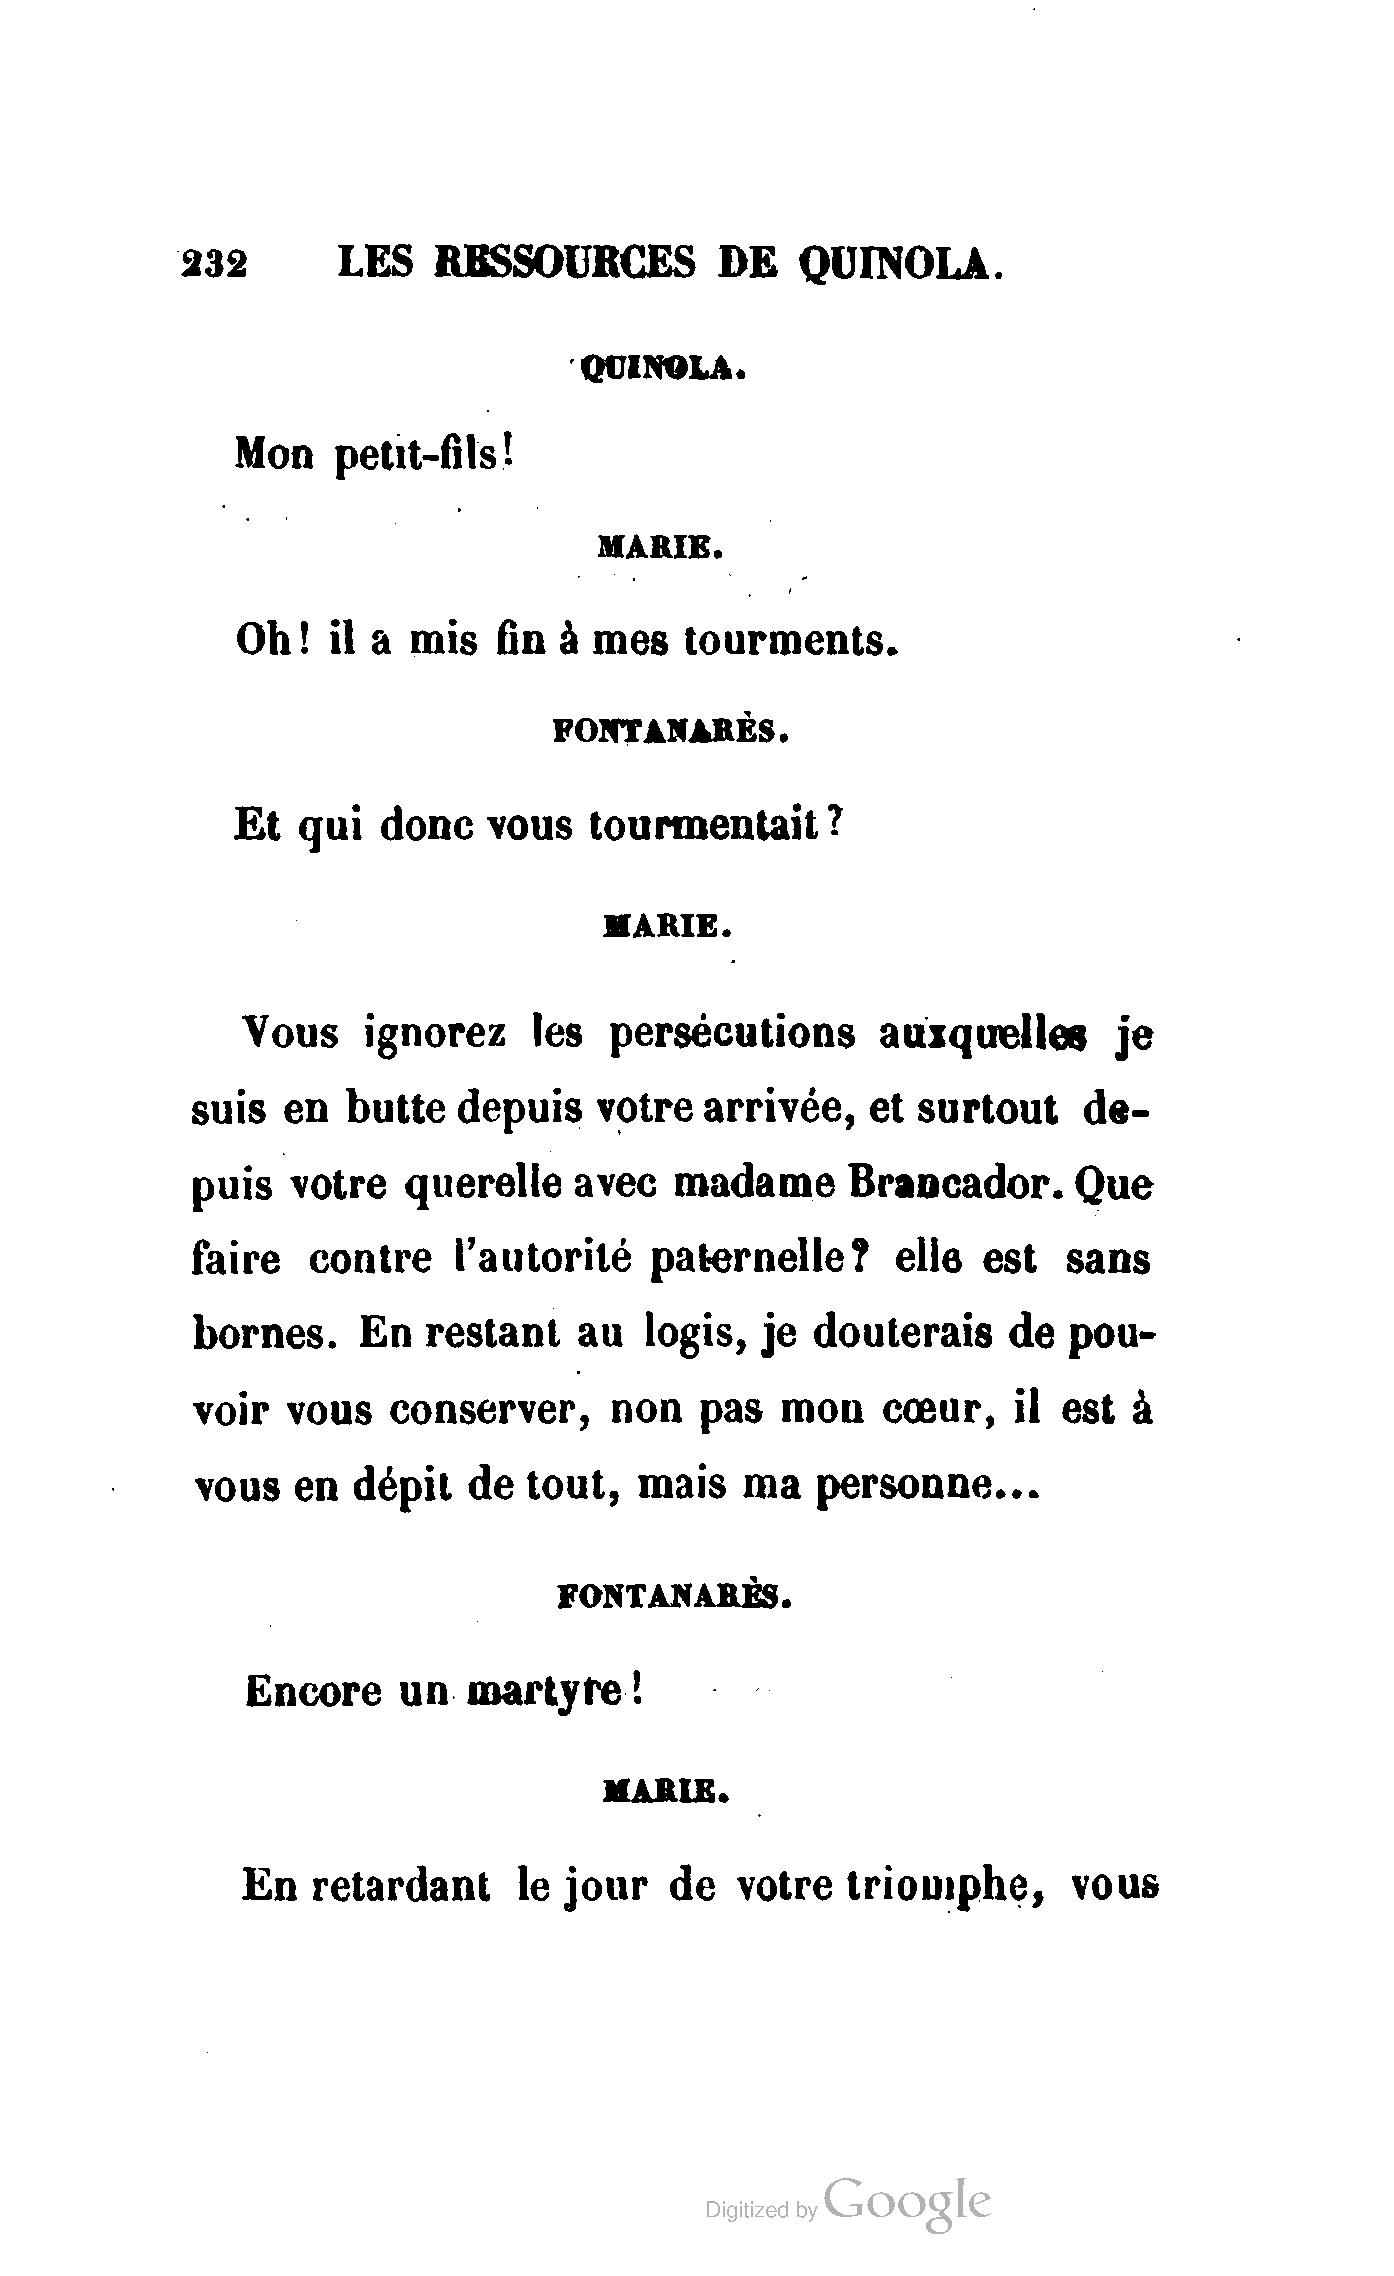 232 LES RESSOURCES DE QUINOLA.
QUINOLA.
Mon petit-fils!
MARIE.
Oh! il a mis fin à mes tourments.
FONTANARÈS.
Et qui donc vous tourmentait?
MARIE.
Vous ignorez les persécutions auxquelles je
suis en butte depuis votre arrivée, et surtout de-
puis votre querelle avec madame Brancador. Que
faire contre l'autorité paternelle? elle est sans
bornes. En restant au logis, je douterais de pou-
voir vous conserver, non pas mon cœur, il est à
vous en dépit de tout, mais ma personne...
FONTANARÈS.
Encore un martyre!
MARIE.
En retardant le jour de votre triomphe, vous
Digitized by Google